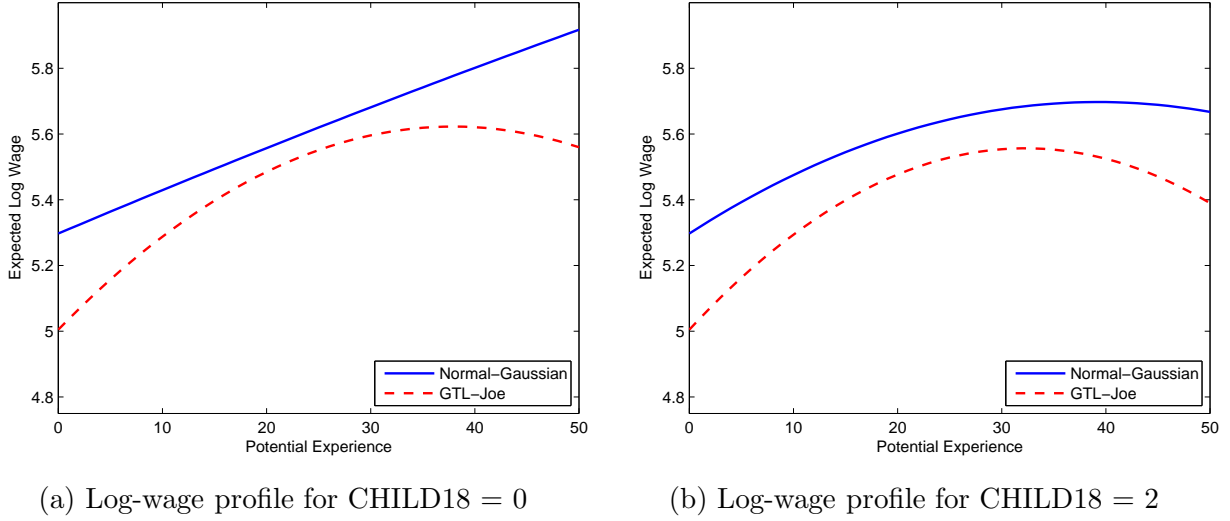 5.8
5.6
5.4
5.2
5
4.8
Expected Log Wage
0
10
20
30
40
50
Potential Experience
Normal−Gaussian
GTL−Joe
(a) Log-wage profile for CHILD18 = 0
5.8
5.6
5.4
5.2
5
4.8
Expected Log Wage
0
10
20
30
40
50
Potential Experience
Normal−Gaussian
GTL−Joe
(b) Log-wage profile for CHILD18 = 2